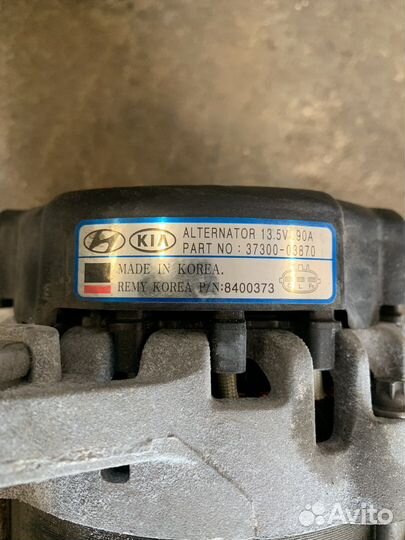 KIA
ALTERNATOR 13.5V 90A
PART NO : 37300-03870
MADE IN KOREA.
REMY KOREA P/N:8400373
Avito